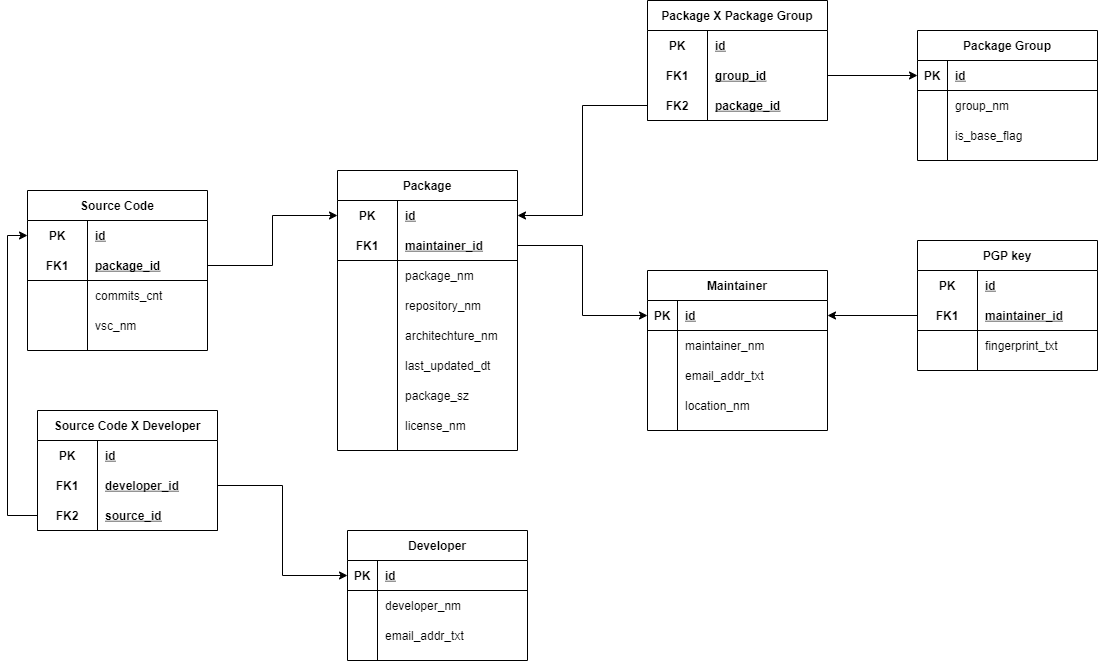 Package X Package Group
PK id
FK1 group_id
FK2 package_id
Package Group
PK id
group_nm
is_base_flag
Package
PK id
FK1 maintainer_id
package_nm
repository_nm
architechture_nm
last_updated_dt
package_sz
license_nm
Source Code
PK id
FK1 package_id
commits_cnt
vsc_nm
Maintainer
PK id
maintainer_nm
email_addr_txt
location_nm
PGP key
PK id
FK1 maintainer_id
fingerprint_txt
Source Code X Developer
PK id
FK1 developer_id
FK2 source_id
Developer
PK id
developer_nm
email_addr_txt